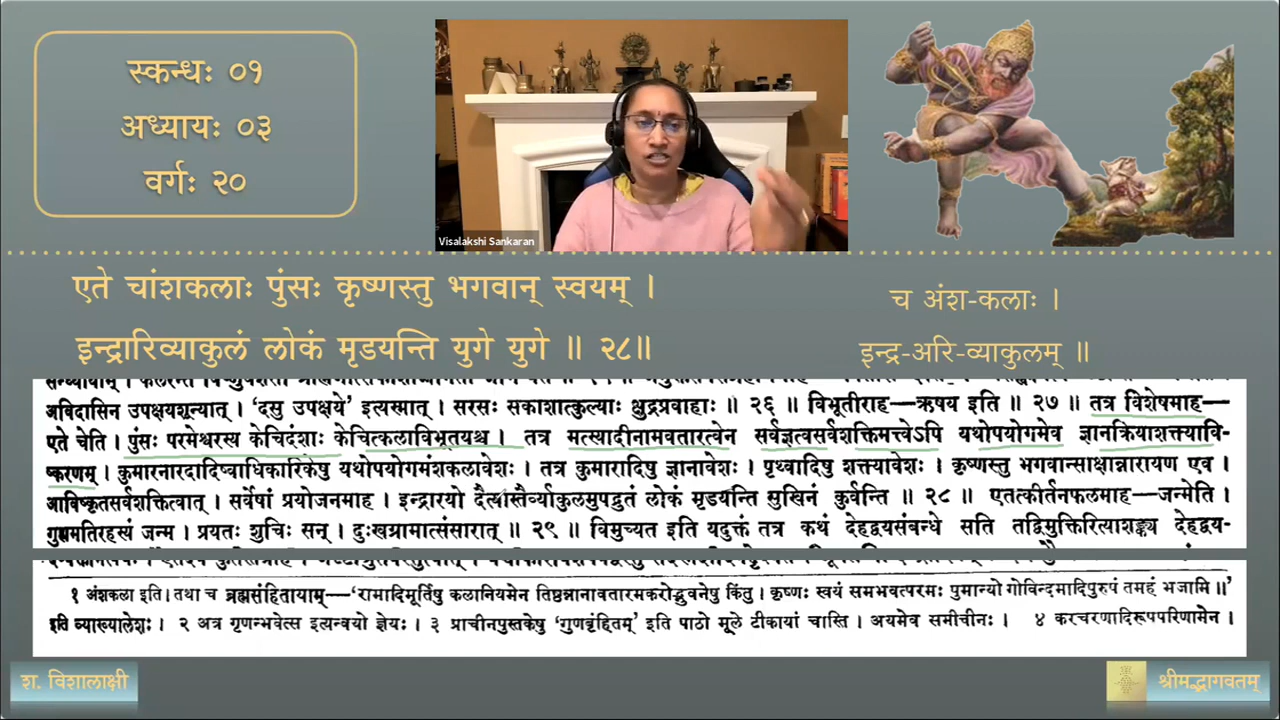 स्कन्धः ०१
अध्यायः ०३
वर्गः २०
Visalakshi Sankaran
एते चांशकलाः पुंसः कृष्णस्तु भगवान् स्वयम् ।
इन्द्रारिव्याकुलं लोकं मृडयन्ति युगे युगे ॥ २८॥
च अंश-कलाः ।
इन्द्र-अरि-व्याकुलम् ॥
अविदासिन उपक्षयशून्यात् । 'दसु उपक्षये' इत्यस्मात् । सरसः सकाशात्कुल्याः क्षुद्रप्रवाहाः ॥ २६ ॥ विभूतीराह—ऋषय इति ॥ २७ ॥ तत्र विशेषमाह—
एते चेति । पुंसः परमेश्वरस्य केचिदंशाः केचित्कलाविभूतयश्च । तत्र मत्स्यादीनामवतारत्वेन सर्वज्ञत्वसर्वशक्तिमत्त्वेऽपि यथोपयोगमेव ज्ञानक्रियाशक्त्यावि-
ष्करणम् । कुमारनारदादिष्वाधिकारिकेषु यथोपयोगमंशकलावेशः । तत्र कुमारादिषु ज्ञानावेशः । पृथ्वादिषु शक्त्यावेशः । कृष्णस्तु भगवान्साक्षान्नारायण एव ।
आविष्कृतसर्वशक्तित्वात् । सर्वेषां प्रयोजनमाह । इन्द्रारयो दैत्यास्तैर्व्याकुलमुपद्रुतं लोकं मृडयन्ति सुखिनं कुर्वन्ति ॥ २८ ॥ एतत्कीर्तनफलमाह—जन्मेति ।
गुह्यमतिरहस्यं जन्म । प्रयतः शुचिः सन् । दुःखग्रामात्संसारात् ॥ २९ ॥ विमुच्यत इति यदुक्तं तत्र कथं देहद्वयसंबन्धे सति तद्विमुक्तिरित्याशङ्क्य देहद्वय-
१ अंशकला इति । तथा च ब्रह्मसंहितायाम्—'रामादिमूर्तिषु कलानियमेन तिष्ठन्नानावतारमकरोद्भुवनेषु किंतु । कृष्णः स्वयं समभवत्परमः पुमान्यो गोविन्दमादिपुरुषं तमहं भजामि ॥'
इति व्याख्यालेशः । २ अत्र गृणन्भवेत्स इत्यन्वयो ज्ञेयः । ३ प्राचीनपुस्तकेषु 'गुणबृंहितम्' इति पाठो मूले टीकायां चास्ति । अयमेव समीचीनः । ४ करचरणादिरूपपरिणामेन ।
श. विशालाक्षी
श्रीमद्भागवतम्